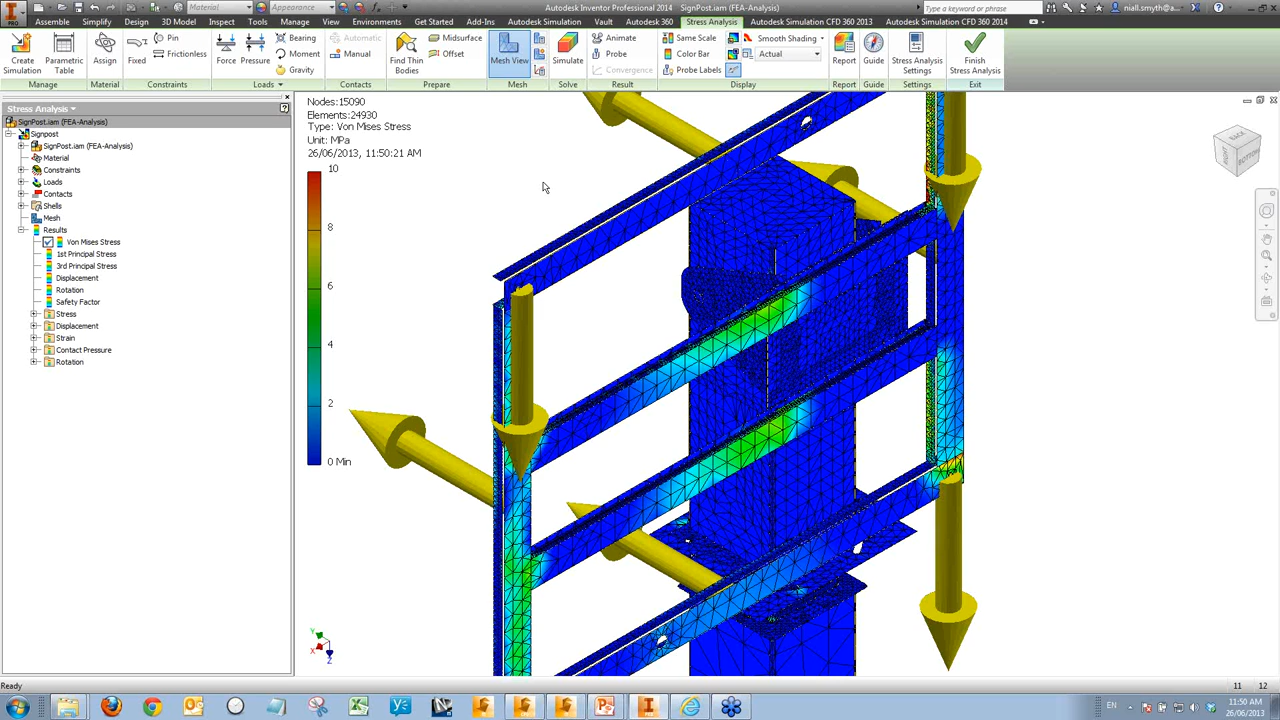 Material
Appearance
Autodesk Inventor Professional 2014   SignPost.iam (FEA-Analysis)
Type a keyword or phrase
niall.smyth@a...
PRO
Assembly Simplify Design 3D Model Inspect Tools Manage View Environments Get Started Add-Ins Autodesk Simulation Vault Autodesk 360 Stress Analysis Autodesk Simulation CFD 360 2013 Autodesk Simulation CFD 360 2014
Create Simulation
Parametric Table
Assign
Fixed
Pin
Frictionless
Force
Pressure
Bearing
Moment
Gravity
Automatic
Manual
Find Thin Bodies
Midsurface
Offset
Mesh View
Simulate
Animate
Probe
Convergence
Same Scale
Color Bar
Probe Labels
Smooth Shading
Actual
Report
Guide
Stress Analysis Settings
Finish Stress Analysis
Manage Material Constraints Loads Contacts Prepare Mesh Solve Result Display Report Guide Settings Exit
Stress Analysis
SignPost.iam (FEA-Analysis)
Signpost
SignPost.iam (FEA-Analysis)
Material
Constraints
Loads
Contacts
Shells
Mesh
Results
Von Mises Stress
1st Principal Stress
3rd Principal Stress
Displacement
Rotation
Safety Factor
Stress
Displacement
Strain
Contact Pressure
Rotation
Nodes:15090
Elements:24930
Type: Von Mises Stress
Unit: MPa
26/06/2013, 11:50:21 AM
10
8
6
4
2
0 Min
BACK
BOTTOM
Y
X
Z
Ready
11 12
EN
11:50 AM
26/06/2013